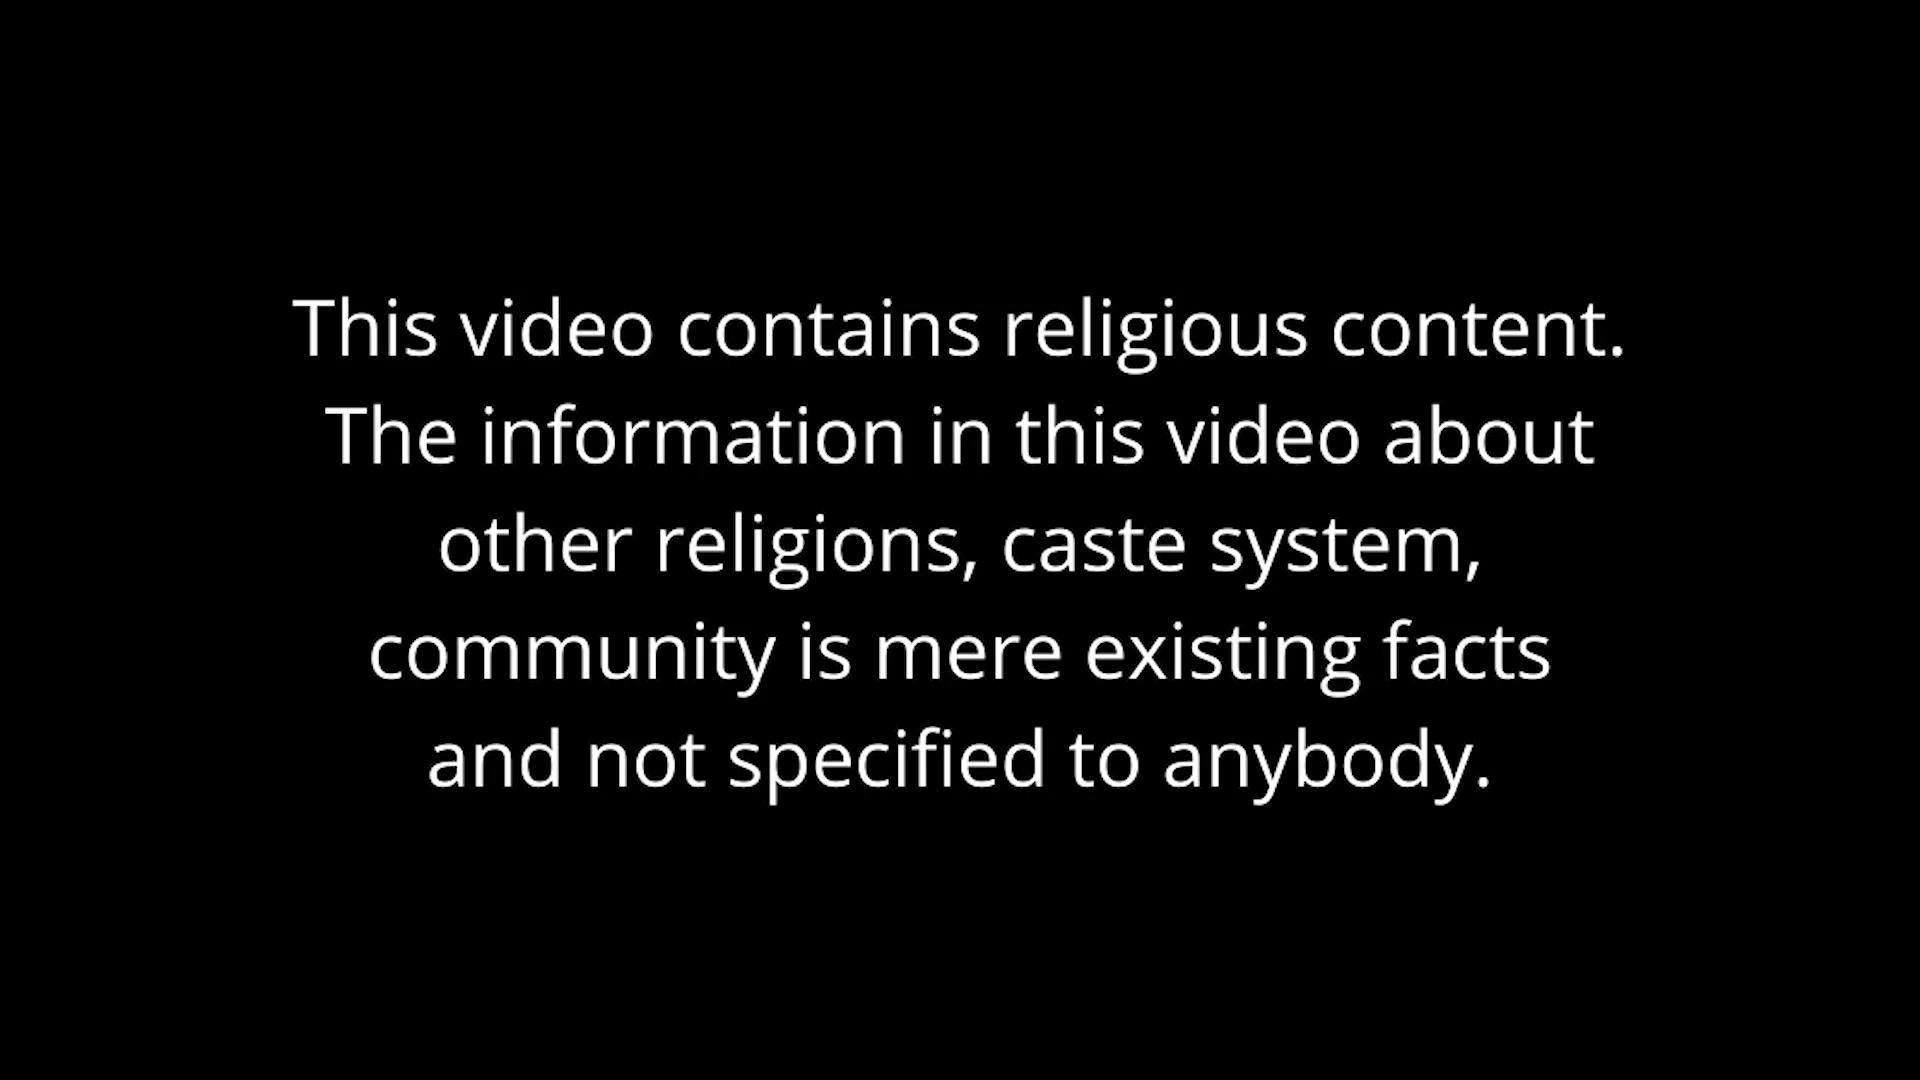 This video contains religious content.
The information in this video about
other religions, caste system,
community is mere existing facts
and not specified to anybody.